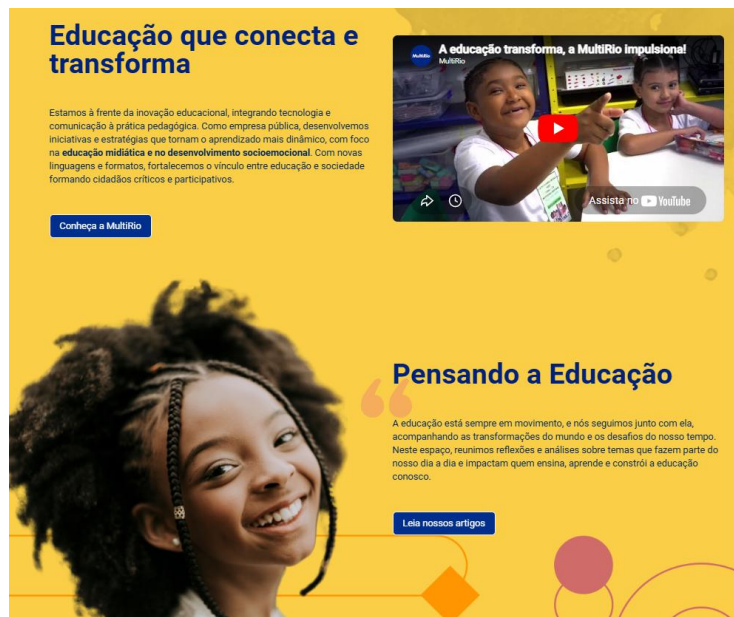 Educação que conecta e
transforma
Estamos à frente da inovação educacional, integrando tecnologia e
comunicação à prática pedagógica. Como empresa pública, desenvolvemos
iniciativas e estratégias que tornam o aprendizado mais dinâmico, com foco
na educação midiática e no desenvolvimento socioemocional. Com novas
linguagens e formatos, fortalecemos o vínculo entre educação e sociedade
formando cidadãos críticos e participativos.
Conheça a MultiRio
MultiRio
A educação transforma, a MultiRio impulsiona!
MultiRio
Assista no YouTube
“
Pensando a Educação
A educação está sempre em movimento, e nós seguimos junto com ela,
acompanhando as transformações do mundo e os desafios do nosso tempo.
Neste espaço, reunimos reflexões e análises sobre temas que fazem parte do
nosso dia a dia e impactam quem ensina, aprende e constrói a educação
conosco.
Leia nossos artigos